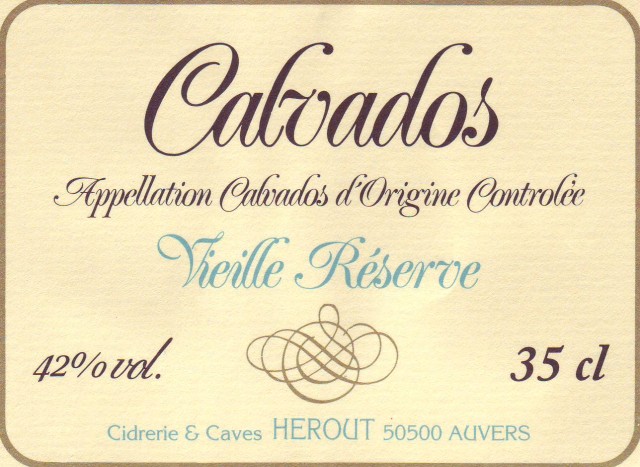 Calvados
Appellation Calvados d'Origine Controlée
Vieille Réserve
42% vol.
35 cl
Cidrerie & Caves HEROUT 50500 AUVERS